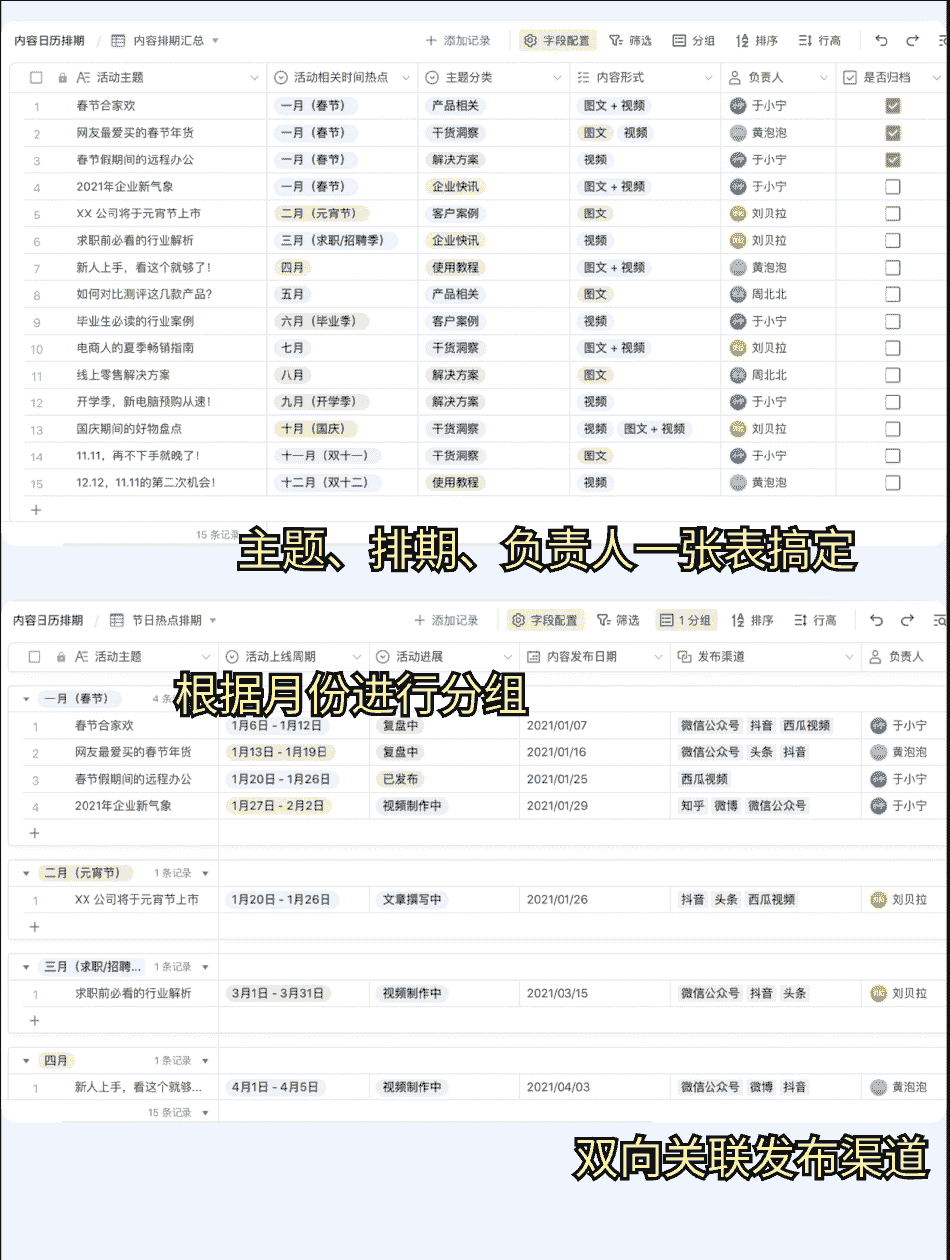 内容日历排期 / 内容排期汇总 添加记录 字段配置 筛选 分组 排序 行高
活动主题 活动相关时间热点 主题分类 内容形式 负责人 是否归档
1 春节合家欢 一月（春节） 产品相关 图文 + 视频 于小宁
2 网友最爱买的春节年货 一月（春节） 干货洞察 图文 视频 黄泡泡
3 春节假期间的远程办公 一月（春节） 解决方案 视频 于小宁
4 2021年企业新气象 一月（春节） 企业快讯 图文 + 视频 于小宁
5 XX 公司将于元宵节上市 二月（元宵节） 客户案例 图文 刘贝拉
6 求职前必看的行业解析 三月（求职/招聘季） 企业快讯 视频 刘贝拉
7 新人上手，看这个就够了！ 四月 使用教程 图文 + 视频 黄泡泡
8 如何对比测评这几款产品？ 五月 产品相关 图文 周北北
9 毕业生必读的行业案例 六月（毕业季） 客户案例 视频 于小宁
10 电商人的夏季畅销指南 七月 干货洞察 图文 + 视频 刘贝拉
11 线上零售解决方案 八月 解决方案 图文 周北北
12 开学季，新电脑预购从速！ 九月（开学季） 解决方案 视频 于小宁
13 国庆期间的好物盘点 十月（国庆） 干货洞察 视频 图文 + 视频 刘贝拉
14 11.11，再不下手就晚了！ 十一月（双十一） 干货洞察 图文 于小宁
15 12.12，11.11的第二次机会！ 十二月（双十二） 使用教程 视频 黄泡泡
15 条记录
主题、排期、负责人一张表搞定
内容日历排期 / 节日热点排期 添加记录 字段配置 筛选 1 分组 排序 行高
活动主题 活动上线周期 活动进展 内容发布日期 发布渠道 负责人
一月（春节） 4 条
根据月份进行分组
1 春节合家欢 1月6日 - 1月12日 复盘中 2021/01/07 微信公众号 抖音 西瓜视频 于小宁
2 网友最爱买的春节年货 1月13日 - 1月19日 复盘中 2021/01/16 微信公众号 头条 抖音 黄泡泡
3 春节假期间的远程办公 1月20日 - 1月26日 已发布 2021/01/25 西瓜视频 于小宁
4 2021年企业新气象 1月27日 - 2月2日 视频制作中 2021/01/29 知乎 微博 微信公众号 于小宁
二月（元宵节） 1 条记录
1 XX 公司将于元宵节上市 1月20日 - 1月26日 文章撰写中 2021/01/26 抖音 头条 西瓜视频 刘贝拉
三月（求职/招聘... 1 条记录
1 求职前必看的行业解析 3月1日 - 3月31日 视频制作中 2021/03/15 微信公众号 抖音 头条 刘贝拉
四月 1 条记录
1 新人上手，看这个就够... 4月1日 - 4月5日 视频制作中 2021/04/03 微信公众号 微博 抖音 黄泡泡
15 条记录
双向关联发布渠道